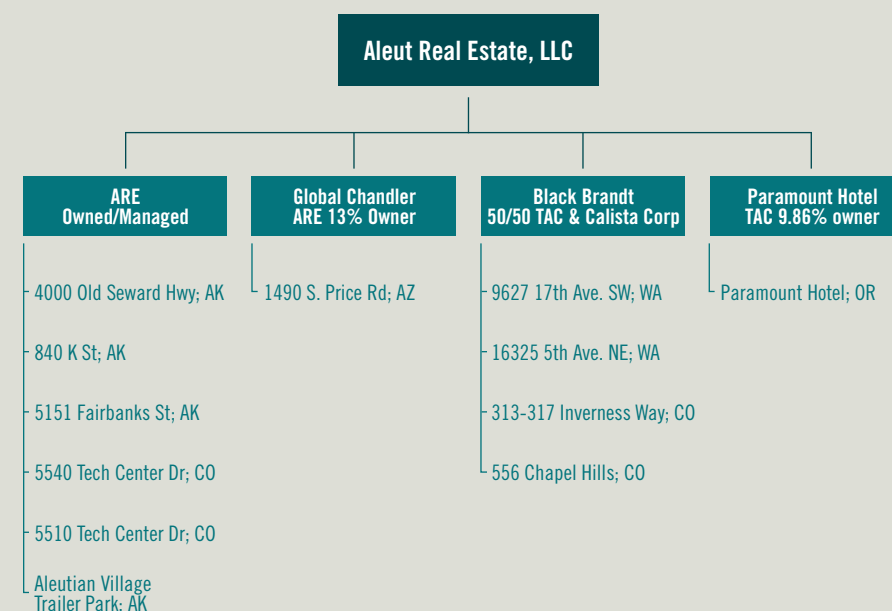 Aleut Real Estate, LLC
ARE
Owned/Managed
4000 Old Seward Hwy; AK
840 K St; AK
5151 Fairbanks St; AK
5540 Tech Center Dr; CO
5510 Tech Center Dr; CO
Aleutian Village
Trailer Park; AK
Global Chandler
ARE 13% Owner
1490 S. Price Rd; AZ
Black Brandt
50/50 TAC & Calista Corp
9627 17th Ave. SW; WA
16325 5th Ave. NE; WA
313-317 Inverness Way; CO
556 Chapel Hills; CO
Paramount Hotel
TAC 9.86% owner
Paramount Hotel; OR